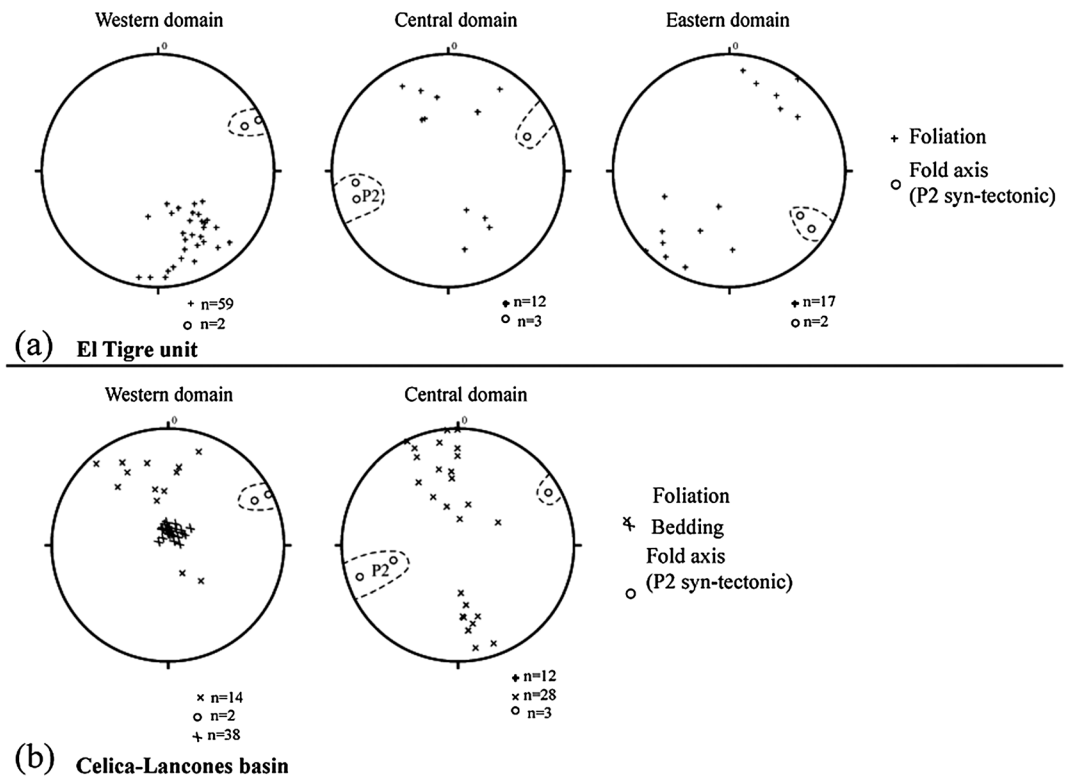 Western domain
Central domain
Eastern domain
0
0
0
P2
+ Foliation
Fold axis
(P2 syn-tectonic)
+ n=59
n=2
+ n=12
n=3
+ n=17
n=2
(a) El Tigre unit
Western domain
Central domain
0
0
P2
Foliation
Bedding
Fold axis
(P2 syn-tectonic)
× n=14
n=2
n=38
+ n=12
× n=28
n=3
(b) Celica-Lancones basin